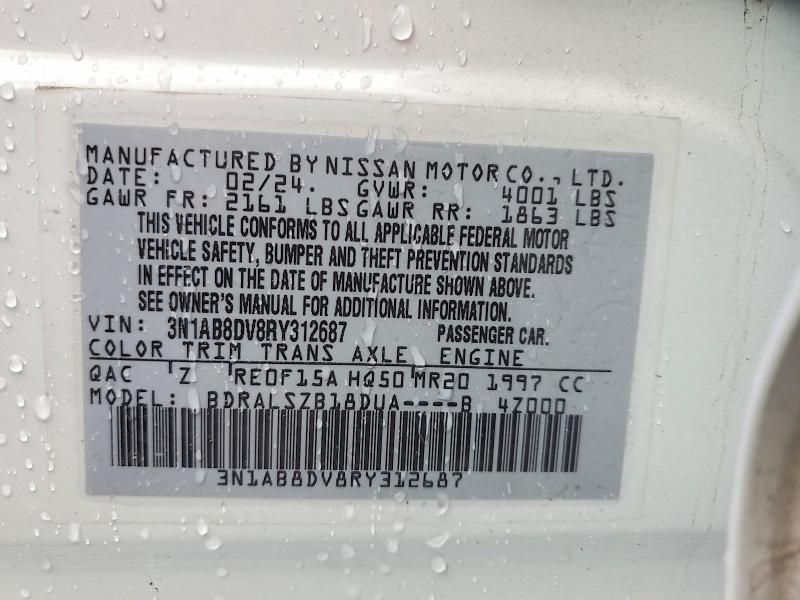 MANUFACTURED BY NISSAN MOTOR CO., LTD.
DATE: 02/24. GVWR: 4001 LBS
GAWR FR: 2161 LBS GAWR RR: 1863 LBS
THIS VEHICLE CONFORMS TO ALL APPLICABLE FEDERAL MOTOR
VEHICLE SAFETY, BUMPER AND THEFT PREVENTION STANDARDS
IN EFFECT ON THE DATE OF MANUFACTURE SHOWN ABOVE.
SEE OWNER'S MANUAL FOR ADDITIONAL INFORMATION.
VIN: 3N1AB8DV8RY312687 PASSENGER CAR.
COLOR TRIM TRANS AXLE ENGINE
QAC Z RE0F15A HQ50 MR20 1997 CC
MODEL: BDRALSZB18DUA----B 4Z000
3N1AB8DV8RY312687